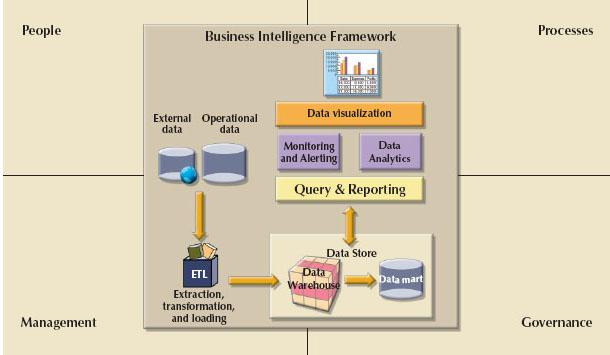 People
Processes
Business Intelligence Framework
Data visualization
External
data
Operational
data
Monitoring
and Alerting
Data
Analytics
Query & Reporting
Data Store
ETL
Data
Warehouse
Data mart
Extraction,
transformation,
and loading
Management
Governance